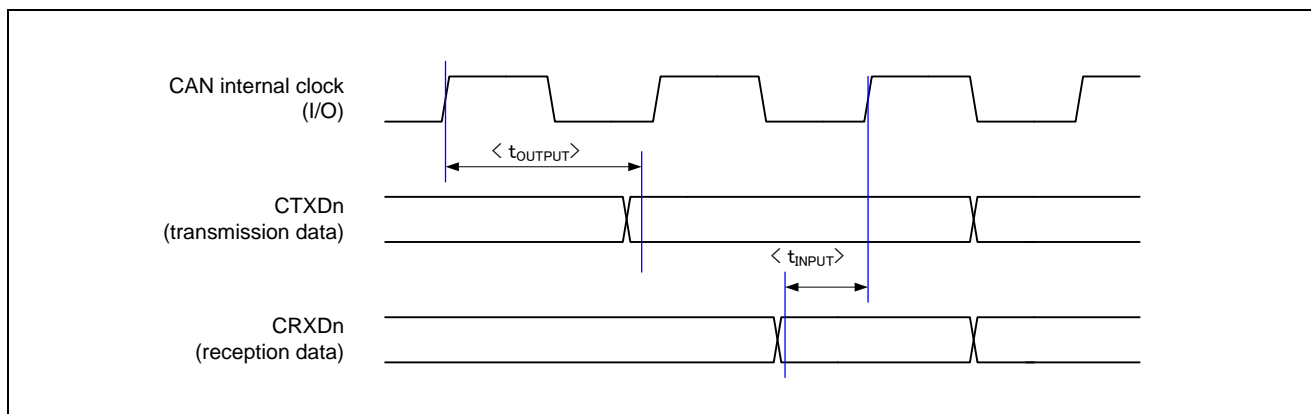 CAN internal clock
(I/O)
< tOUTPUT>
CTXDn
(transmission data)
< tINPUT>
CRXDn
(reception data)